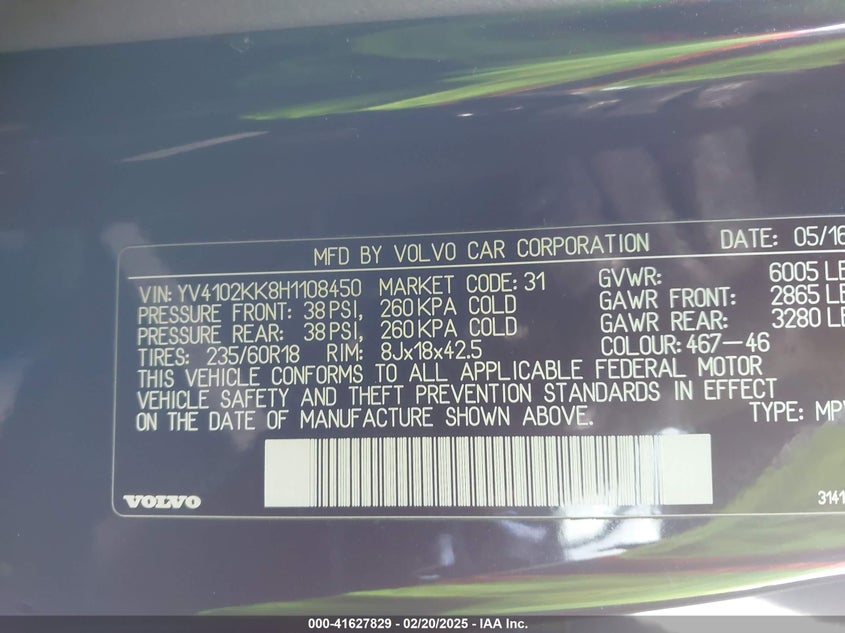 MFD BY VOLVO CAR CORPORATION DATE: 05/16
VIN: YV4102KK8H1108450 MARKET CODE: 31 GVWR: 6005 LB
PRESSURE FRONT: 38 PSI, 260 KPA COLD GAWR FRONT: 2865 LB
PRESSURE REAR: 38 PSI, 260 KPA COLD GAWR REAR: 3280 LB
TIRES: 235/60R18 RIM: 8Jx18x42.5 COLOUR: 467-46
THIS VEHICLE CONFORMS TO ALL APPLICABLE FEDERAL MOTOR
VEHICLE SAFETY AND THEFT PREVENTION STANDARDS IN EFFECT
ON THE DATE OF MANUFACTURE SHOWN ABOVE. TYPE: MPV
VOLVO 3141
000-41627829 - 02/20/2025 - IAA Inc.